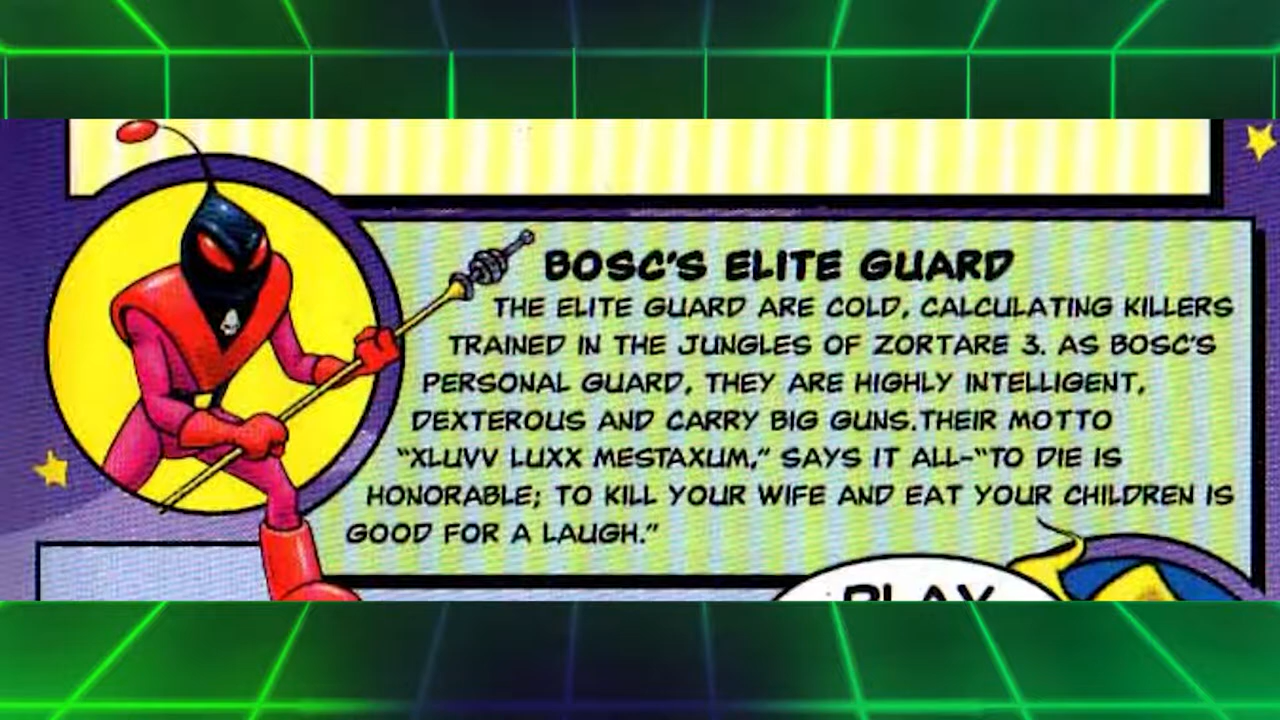 BOSC'S ELITE GUARD
THE ELITE GUARD ARE COLD, CALCULATING KILLERS
TRAINED IN THE JUNGLES OF ZORTARE 3. AS BOSC'S
PERSONAL GUARD, THEY ARE HIGHLY INTELLIGENT,
DEXTEROUS AND CARRY BIG GUNS.THEIR MOTTO
"XLUVV LUXX MESTAXUM," SAYS IT ALL-"TO DIE IS
HONORABLE; TO KILL YOUR WIFE AND EAT YOUR CHILDREN IS
GOOD FOR A LAUGH."
PLAY